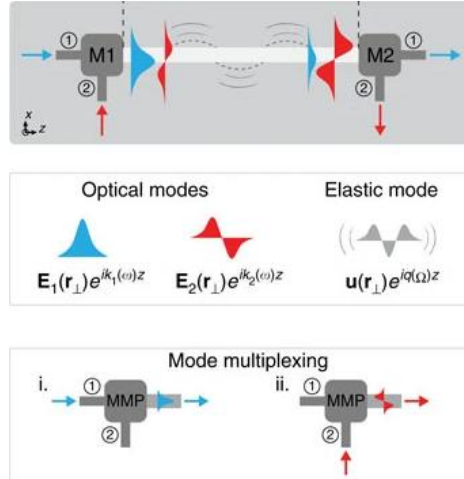 ① M1 M2 ①
② ②
x
z
Optical modes Elastic mode
E₁(r⊥)e^{ik₁(ω)z} E₂(r⊥)e^{ik₂(ω)z} u(r⊥)e^{iq(Ω)z}
Mode multiplexing
i. ① MMP ii. ① MMP
② ②